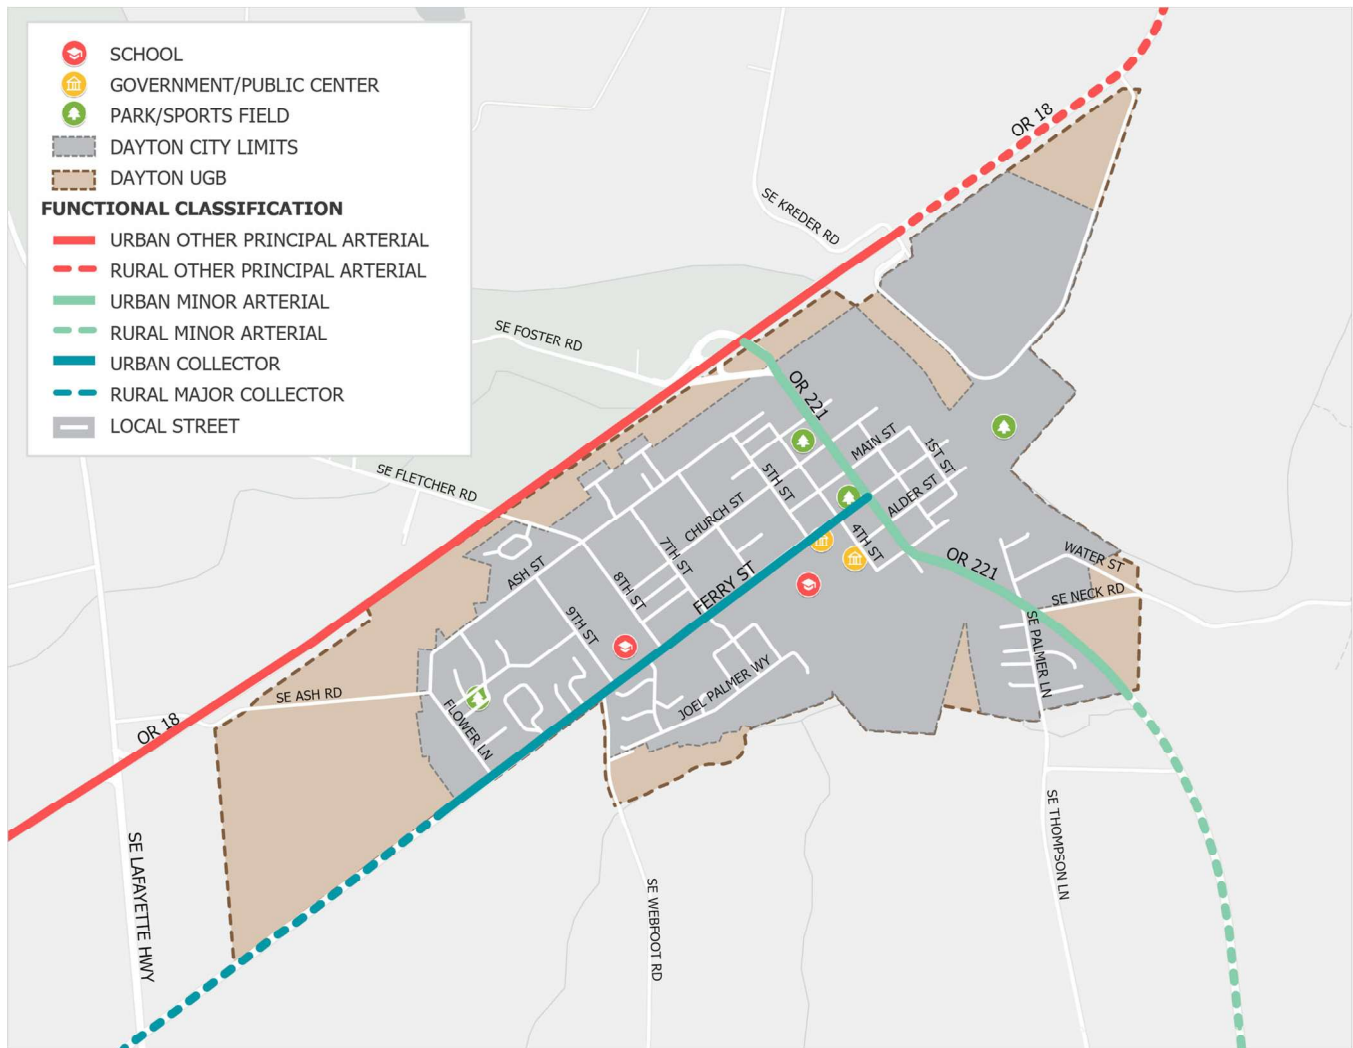 SCHOOL
GOVERNMENT/PUBLIC CENTER
PARK/SPORTS FIELD
DAYTON CITY LIMITS
DAYTON UGB
FUNCTIONAL CLASSIFICATION
URBAN OTHER PRINCIPAL ARTERIAL
RURAL OTHER PRINCIPAL ARTERIAL
URBAN MINOR ARTERIAL
RURAL MINOR ARTERIAL
URBAN COLLECTOR
RURAL MAJOR COLLECTOR
LOCAL STREET
OR 18
SE KREDER RD
SE FOSTER RD
OR 221
MAIN ST
1ST ST
5TH ST
SE FLETCHER RD
CHURCH ST
ALDER ST
4TH ST
7TH ST
ASH ST
8TH ST
FERRY ST
OR 221
WATER ST
SE NECK RD
9TH ST
SE PALMER LN
JOEL PALMER WY
SE ASH RD
FLOWER LN
OR 18
SE THOMPSON LN
SE LAFAYETTE HWY
SE WEBFOOT RD